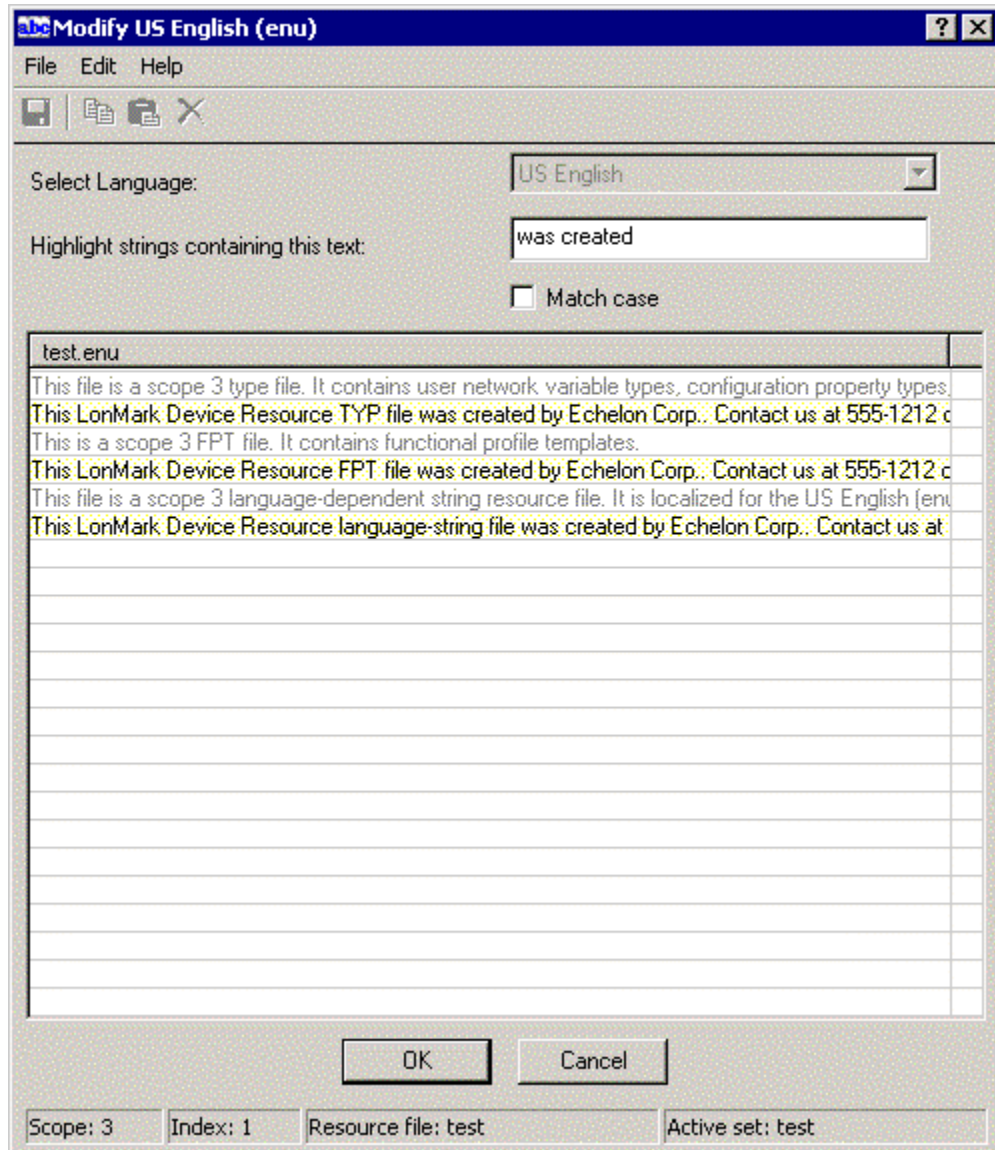 abc Modify US English (enu)
File Edit Help
Select Language: US English
Highlight strings containing this text: was created
Match case
test.enu
This file is a scope 3 type file. It contains user network variable types, configuration property types,
This LonMark Device Resource TYP file was created by Echelon Corp.. Contact us at 555-1212 
This is a scope 3 FPT file. It contains functional profile templates.
This LonMark Device Resource FPT file was created by Echelon Corp.. Contact us at 555-1212 
This file is a scope 3 language-dependent string resource file. It is localized for the US English (enu
This LonMark Device Resource language-string file was created by Echelon Corp.. Contact us at
OK Cancel
Scope: 3 Index: 1 Resource file: test Active set: test